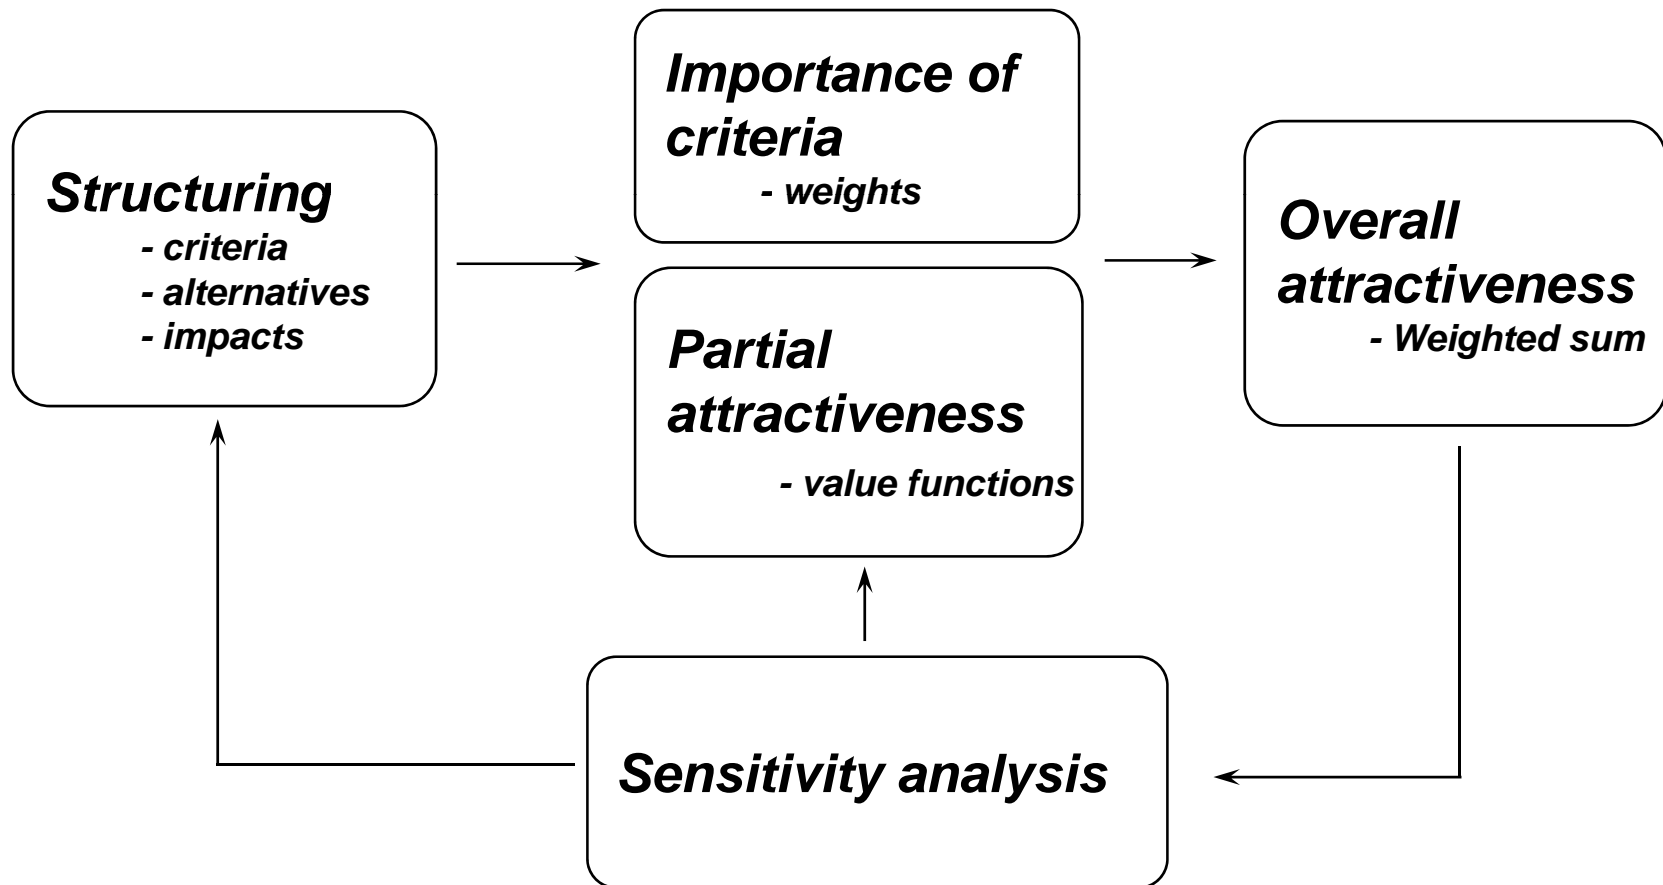 Structuring
- criteria
- alternatives
- impacts
Importance of
criteria
- weights
Partial
attractiveness
- value functions
Overall
attractiveness
- Weighted sum
Sensitivity analysis